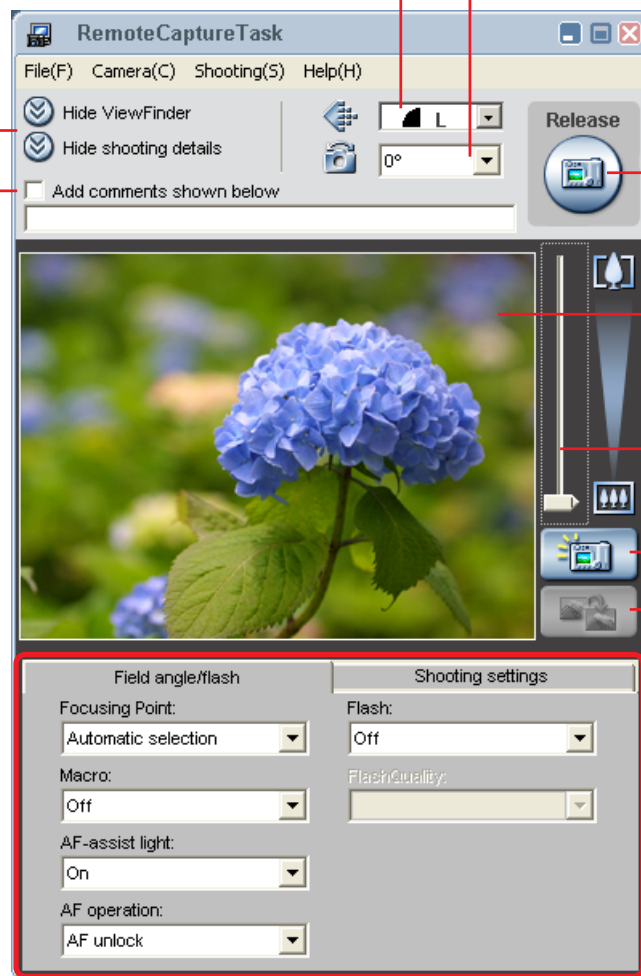 RemoteCaptureTask
File(F) Camera(C) Shooting(S) Help(H)
Hide ViewFinder
L
Release
Hide shooting details
0°
Add comments shown below
Field angle/flash
Shooting settings
Focusing Point:
Flash:
Automatic selection
Off
Macro:
FlashQuality:
Off
AF-assist light:
On
AF operation:
AF unlock